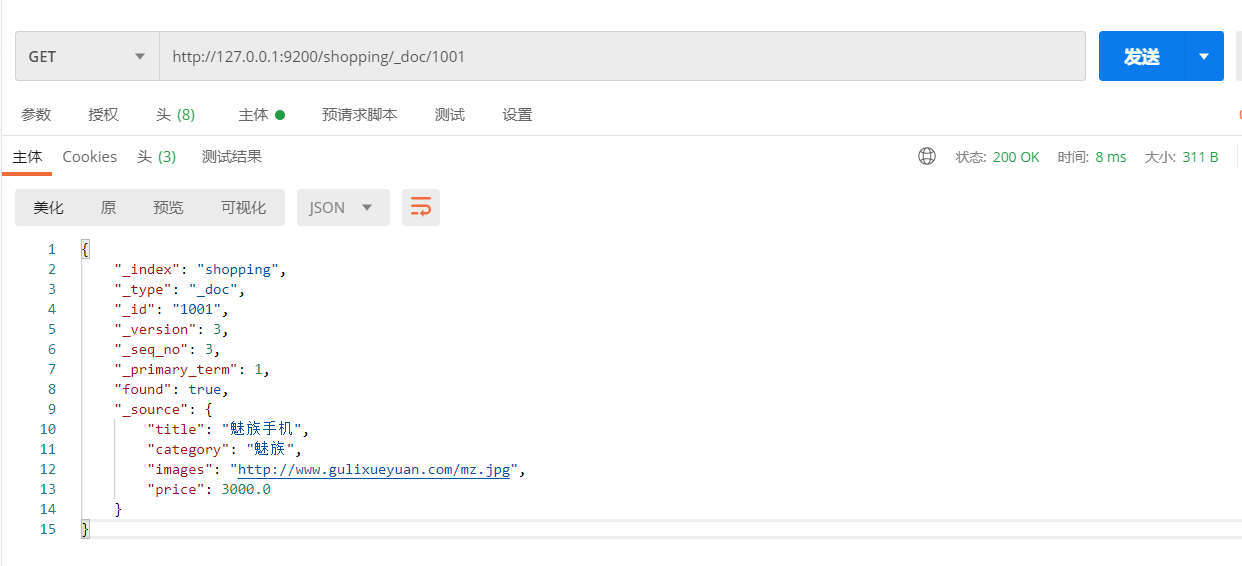 GET http://127.0.0.1:9200/shopping/_doc/1001 发送
参数 授权 头 (8) 主体 预请求脚本 测试 设置
主体 Cookies 头 (3) 测试结果 状态: 200 OK 时间: 8 ms 大小: 311 B
美化 原 预览 可视化 JSON
1 {
2 "_index": "shopping",
3 "_type": "_doc",
4 "_id": "1001",
5 "_version": 3,
6 "_seq_no": 3,
7 "_primary_term": 1,
8 "found": true,
9 "_source": {
10 "title": "魅族手机",
11 "category": "魅族",
12 "images": "http://www.gulixueyuan.com/mz.jpg",
13 "price": 3000.0
14 }
15 }